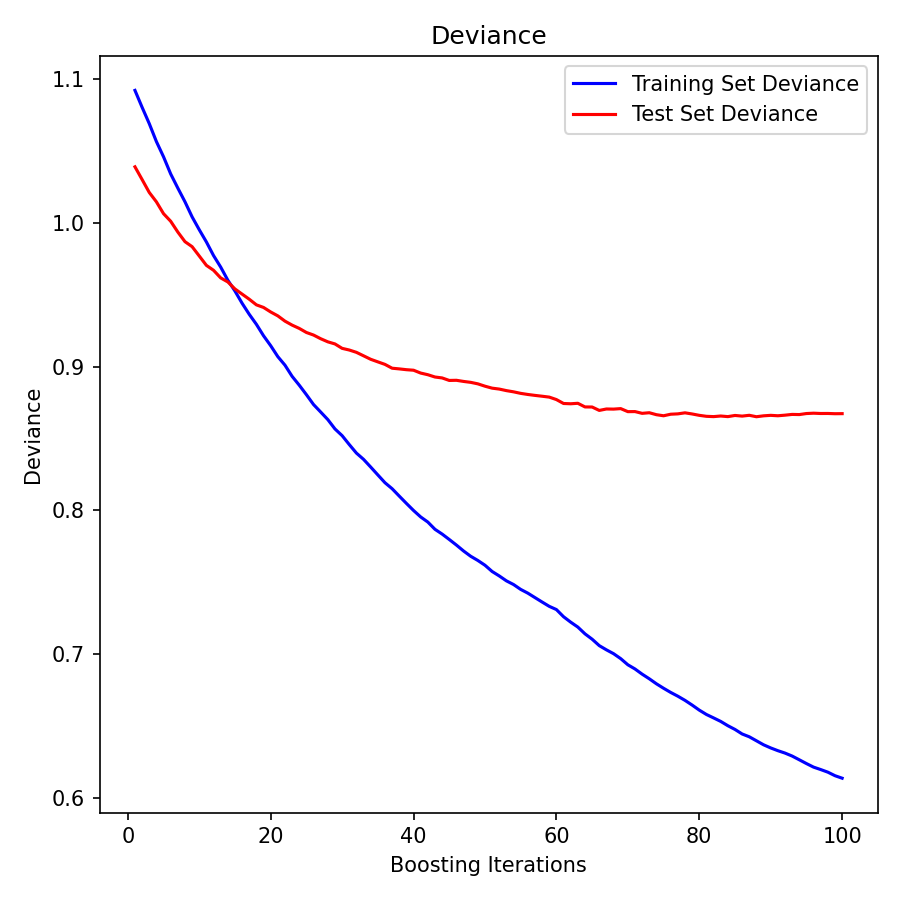 Deviance
Training Set Deviance
Test Set Deviance
1.1
1.0
0.9
0.8
0.7
0.6
Deviance
0 20 40 60 80 100
Boosting Iterations